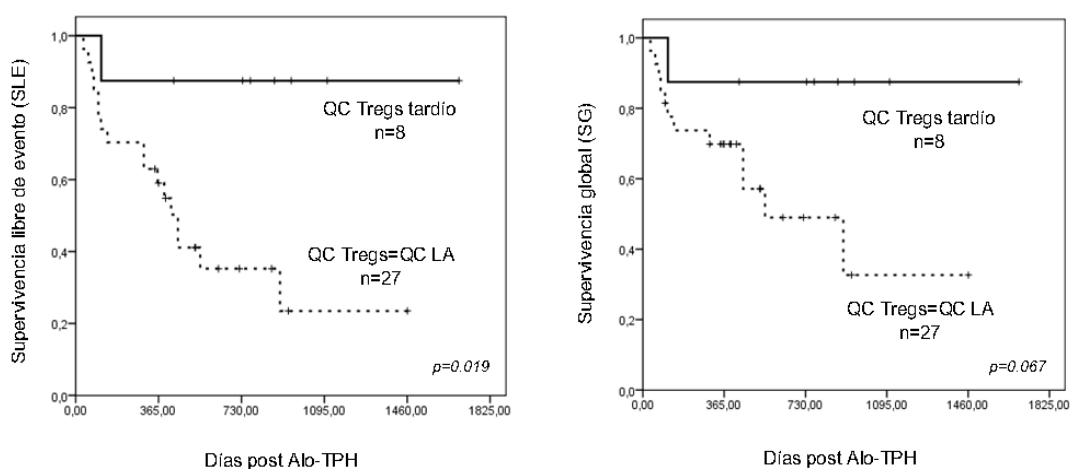 Supervivencia libre de evento (SLE)
1,0
0,8
0,6
0,4
0,2
0,0
QC Tregs tardío
n=8
QC Tregs=QC LA
n=27
p=0.019
0,00 365,00 730,00 1095,00 1460,00 1825,00
Días post Alo-TPH
Supervivencia global (SG)
1,0
0,8
0,6
0,4
0,2
0,0
QC Tregs tardío
n=8
QC Tregs=QC LA
n=27
p=0.067
0,00 365,00 730,00 1095,00 1460,00 1825,00
Días post Alo-TPH